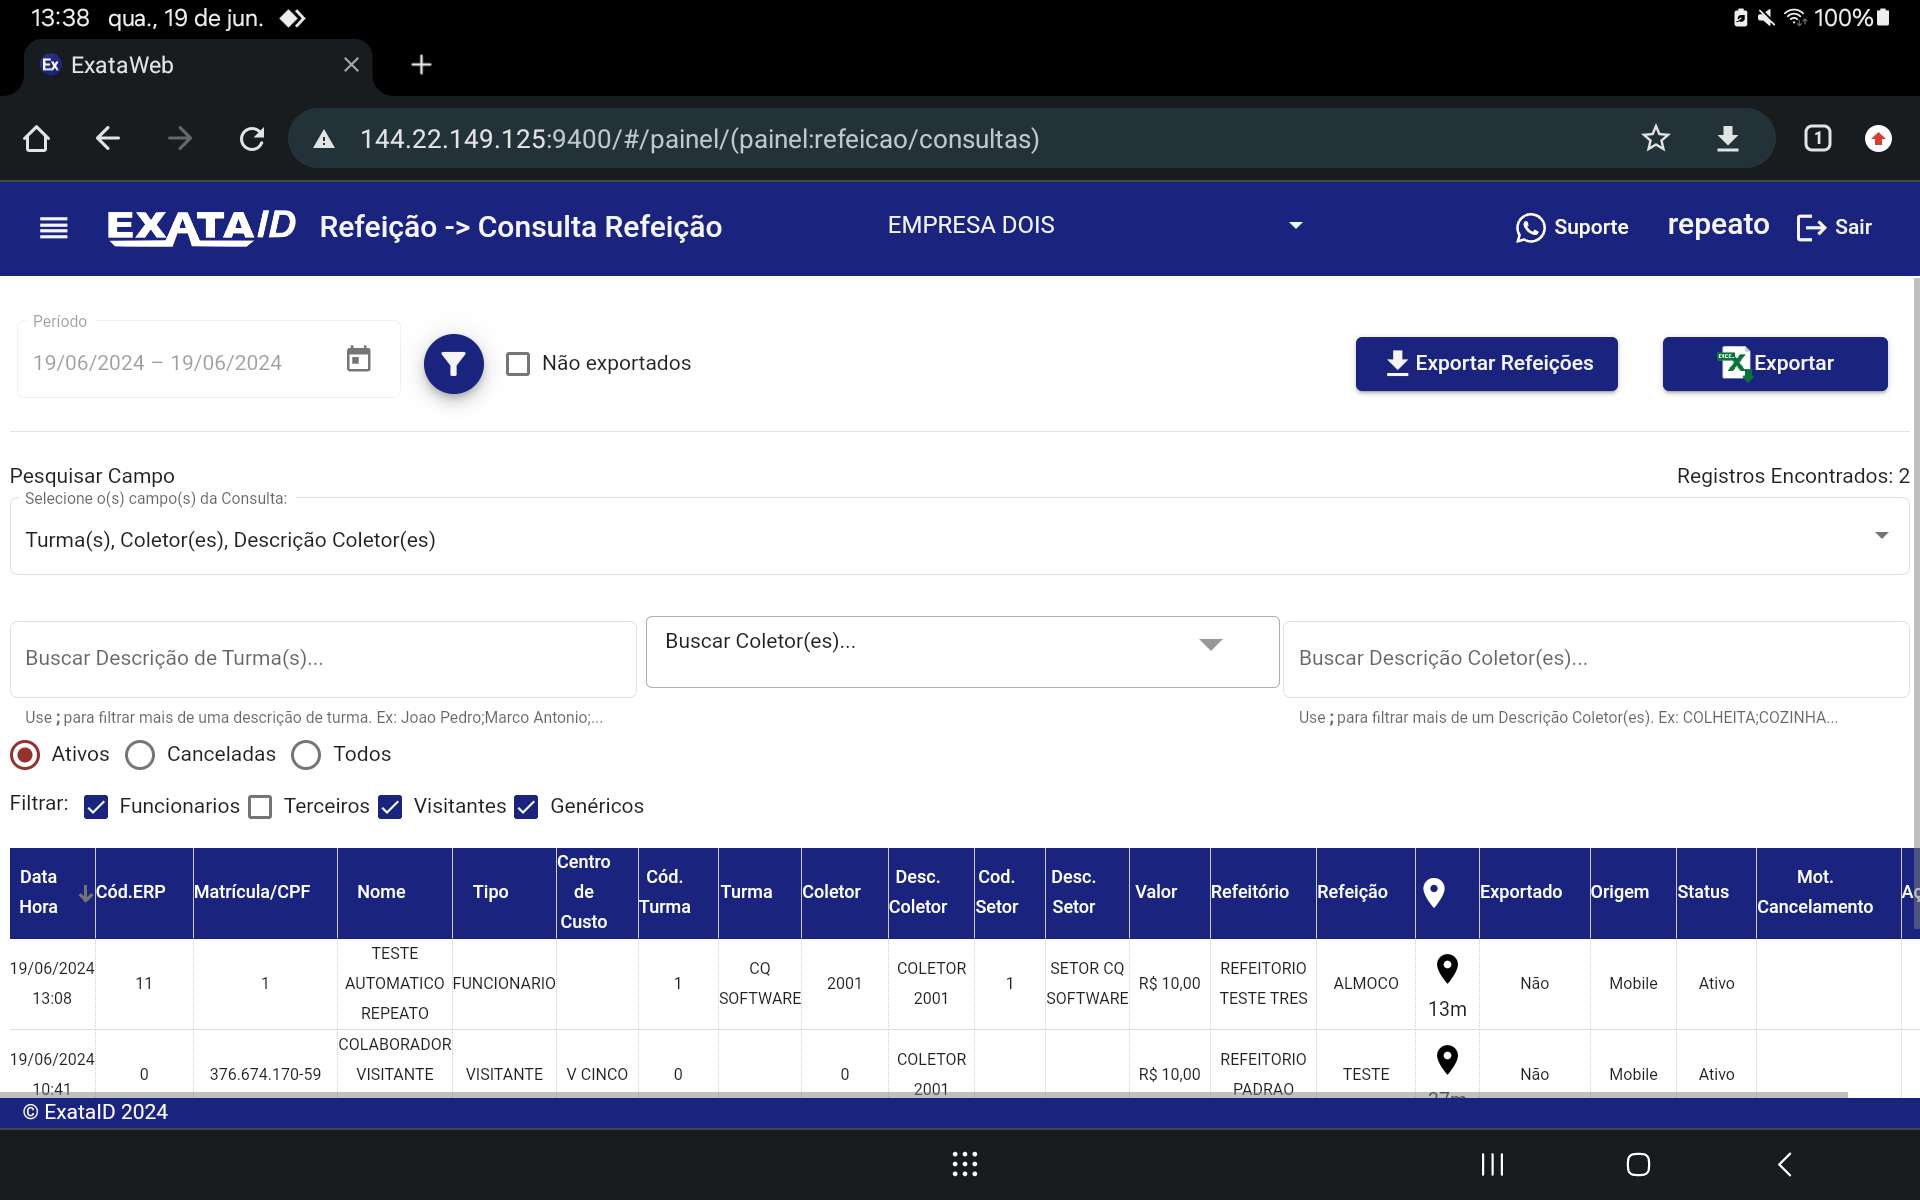 13:38 qua., 19 de jun. 100%
Ex ExataWeb
144.22.149.125:9400/#/painel/(painel:refeicao/consultas) 1
EXATAID Refeição -> Consulta Refeição EMPRESA DOIS Suporte repeato Sair
Período
19/06/2024 – 19/06/2024 Não exportados Exportar Refeições Exportar
Pesquisar Campo Registros Encontrados: 2
Selecione o(s) campo(s) da Consulta:
Turma(s), Coletor(es), Descrição Coletor(es)
Buscar Descrição de Turma(s)... Buscar Coletor(es)... Buscar Descrição Coletor(es)...
Use ; para filtrar mais de uma descrição de turma. Ex: Joao Pedro;Marco Antonio;... Use ; para filtrar mais de um Descrição Coletor(es). Ex: COLHEITA;COZINHA...
Ativos Canceladas Todos
Filtrar: Funcionarios Terceiros Visitantes Genéricos
Data Hora Cód.ERP Matrícula/CPF Nome Tipo Centro de Custo Cód. Turma Turma Coletor Desc. Coletor Cod. Setor Desc. Setor Valor Refeitório Refeição Exportado Origem Status Mot. Cancelamento
19/06/2024 13:08 11 1 TESTE AUTOMATICO REPEATO FUNCIONARIO 1 CQ SOFTWARE 2001 COLETOR 2001 1 SETOR CQ SOFTWARE R$ 10,00 REFEITORIO TESTE TRES ALMOCO 13m Não Mobile Ativo
19/06/2024 10:41 0 376.674.170-59 COLABORADOR VISITANTE VISITANTE V CINCO 0 0 COLETOR 2001 R$ 10,00 REFEITORIO PADRAO TESTE Não Mobile Ativo
© ExataID 2024